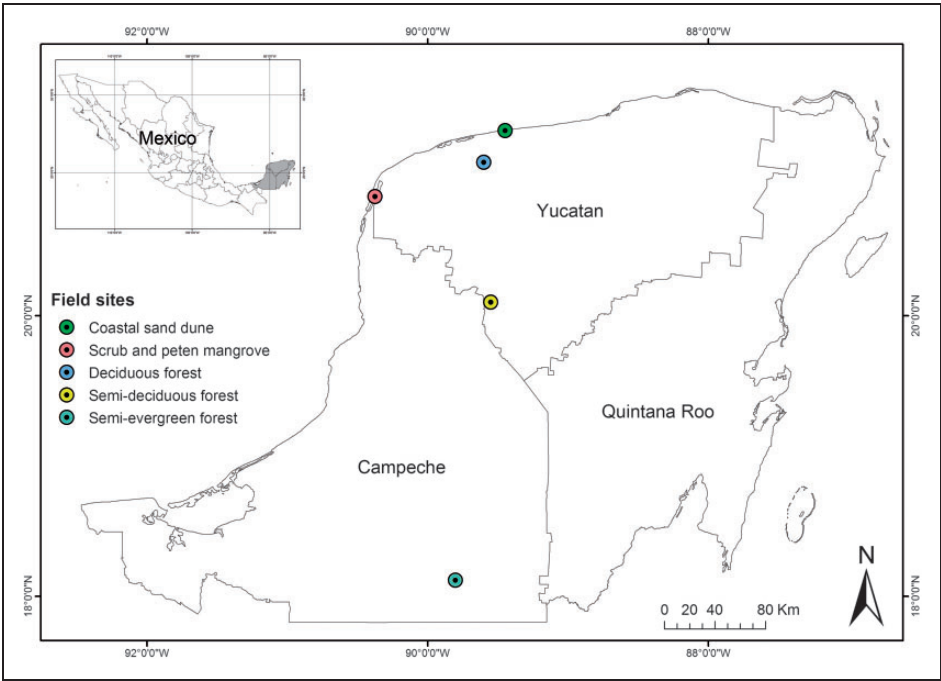 92°0'0"W 90°0'0"W 88°0'0"W
Mexico
Yucatan
Field sites
20°0'0"N 20°0'0"N
Coastal sand dune
Scrub and peten mangrove
Deciduous forest
Semi-deciduous forest
Semi-evergreen forest
Quintana Roo
Campeche
N
18°0'0"N 18°0'0"N
0 20 40 80 Km
92°0'0"W 90°0'0"W 88°0'0"W